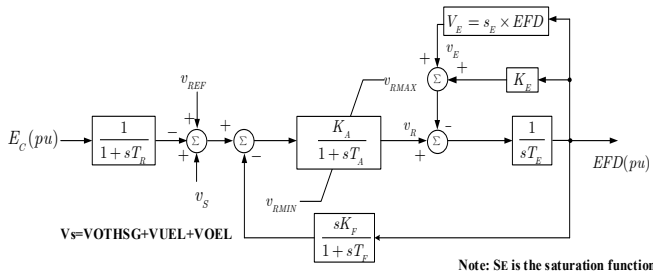 V_E = s_E × EFD
v_E
+
+
K_E
v_REF
v_RMAX
E_C(pu)
1
1 + sT_R
−
+
+
Σ
+
−
Σ
K_A
1 + sT_A
v_R
Σ
+
−
Σ
1
sT_E
EFD(pu)
v_S
v_RMIN
Vs=VOTHSG+VUEL+VOEL
sK_F
1 + sT_F
Note: SE is the saturation function